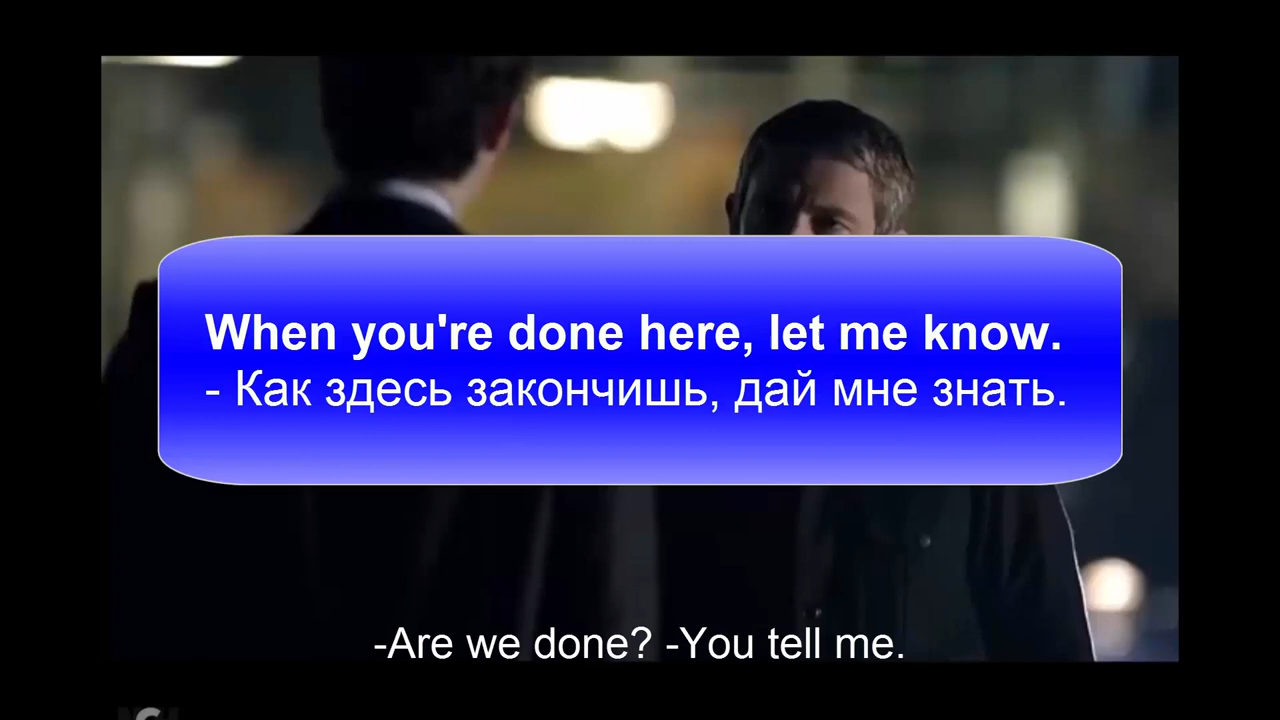 When you're done here, let me know.
- Как здесь закончишь, дай мне знать.
-Are we done? -You tell me.